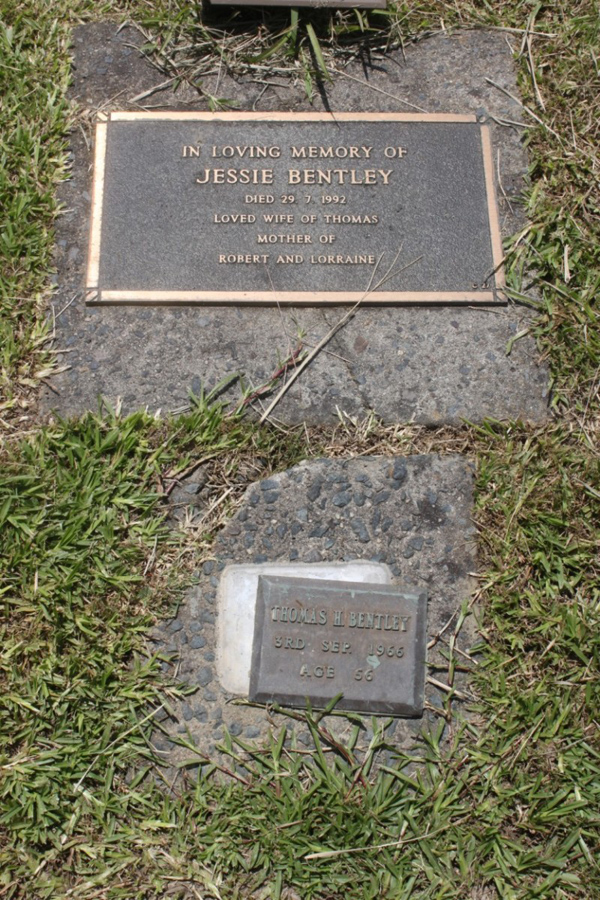 IN LOVING MEMORY OF
JESSIE BENTLEY
DIED 29. 7. 1992
LOVED WIFE OF THOMAS
MOTHER OF
ROBERT AND LORRAINE
THOMAS H. BENTLEY
3RD SEP. 1966
AGE 66